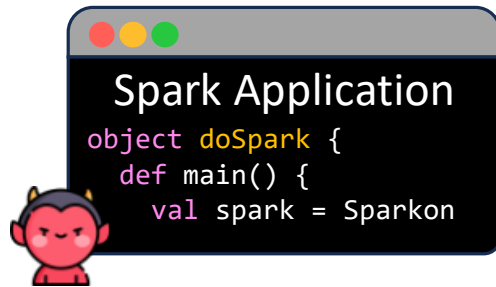 Spark Application
object doSpark {
def main() {
val spark = Sparkon